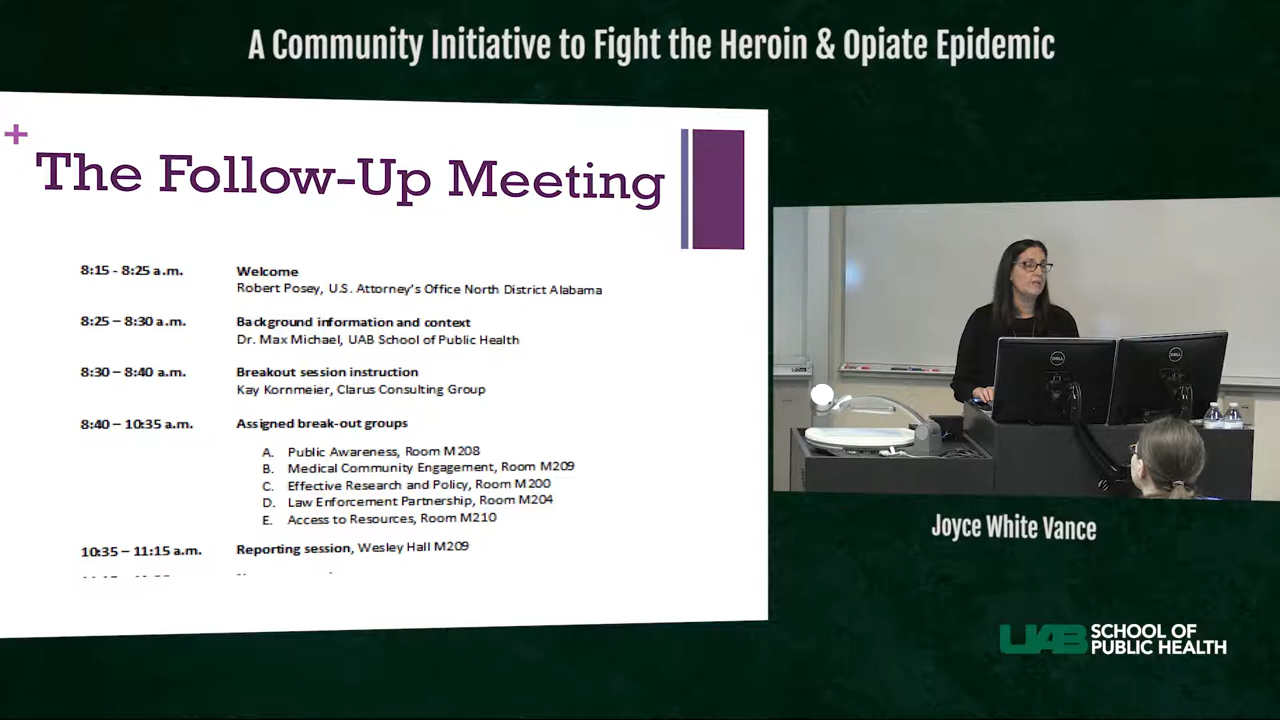 A Community Initiative to Fight the Heroin & Opiate Epidemic
+
The Follow-Up Meeting
8:15 - 8:25 a.m. Welcome
Robert Posey, U.S. Attorney's Office North District Alabama
8:25 – 8:30 a.m. Background information and context
Dr. Max Michael, UAB School of Public Health
8:30 – 8:40 a.m. Breakout session instruction
Kay Kornmeier, Clarus Consulting Group
8:40 – 10:35 a.m. Assigned break-out groups
A. Public Awareness, Room M208
B. Medical Community Engagement, Room M209
C. Effective Research and Policy, Room M200
D. Law Enforcement Partnership, Room M204
E. Access to Resources, Room M210
10:35 – 11:15 a.m. Reporting session, Wesley Hall M209
DELL
DELL
Joyce White Vance
UAB SCHOOL OF
PUBLIC HEALTH